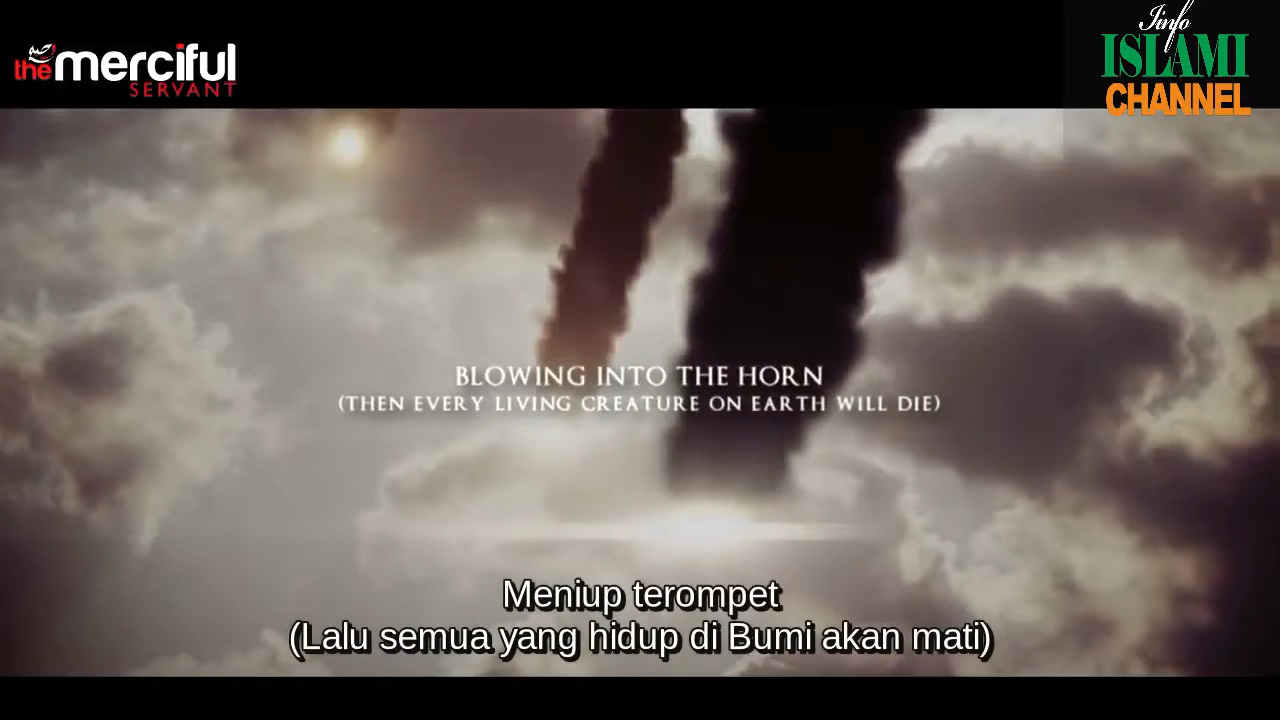 the merciful
SERVANT
Info
ISLAMI
CHANNEL
BLOWING INTO THE HORN
(THEN EVERY LIVING CREATURE ON EARTH WILL DIE)
Meniup terompet
(Lalu semua yang hidup di Bumi akan mati)